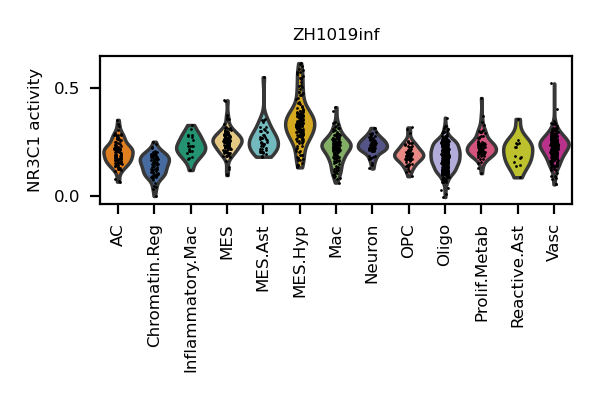 ZH1019inf
NR3C1 activity
0.5
0.0
AC
Chromatin.Reg
Inflammatory.Mac
MES
MES.Ast
MES.Hyp
Mac
Neuron
OPC
Oligo
Prolif.Metab
Reactive.Ast
Vasc